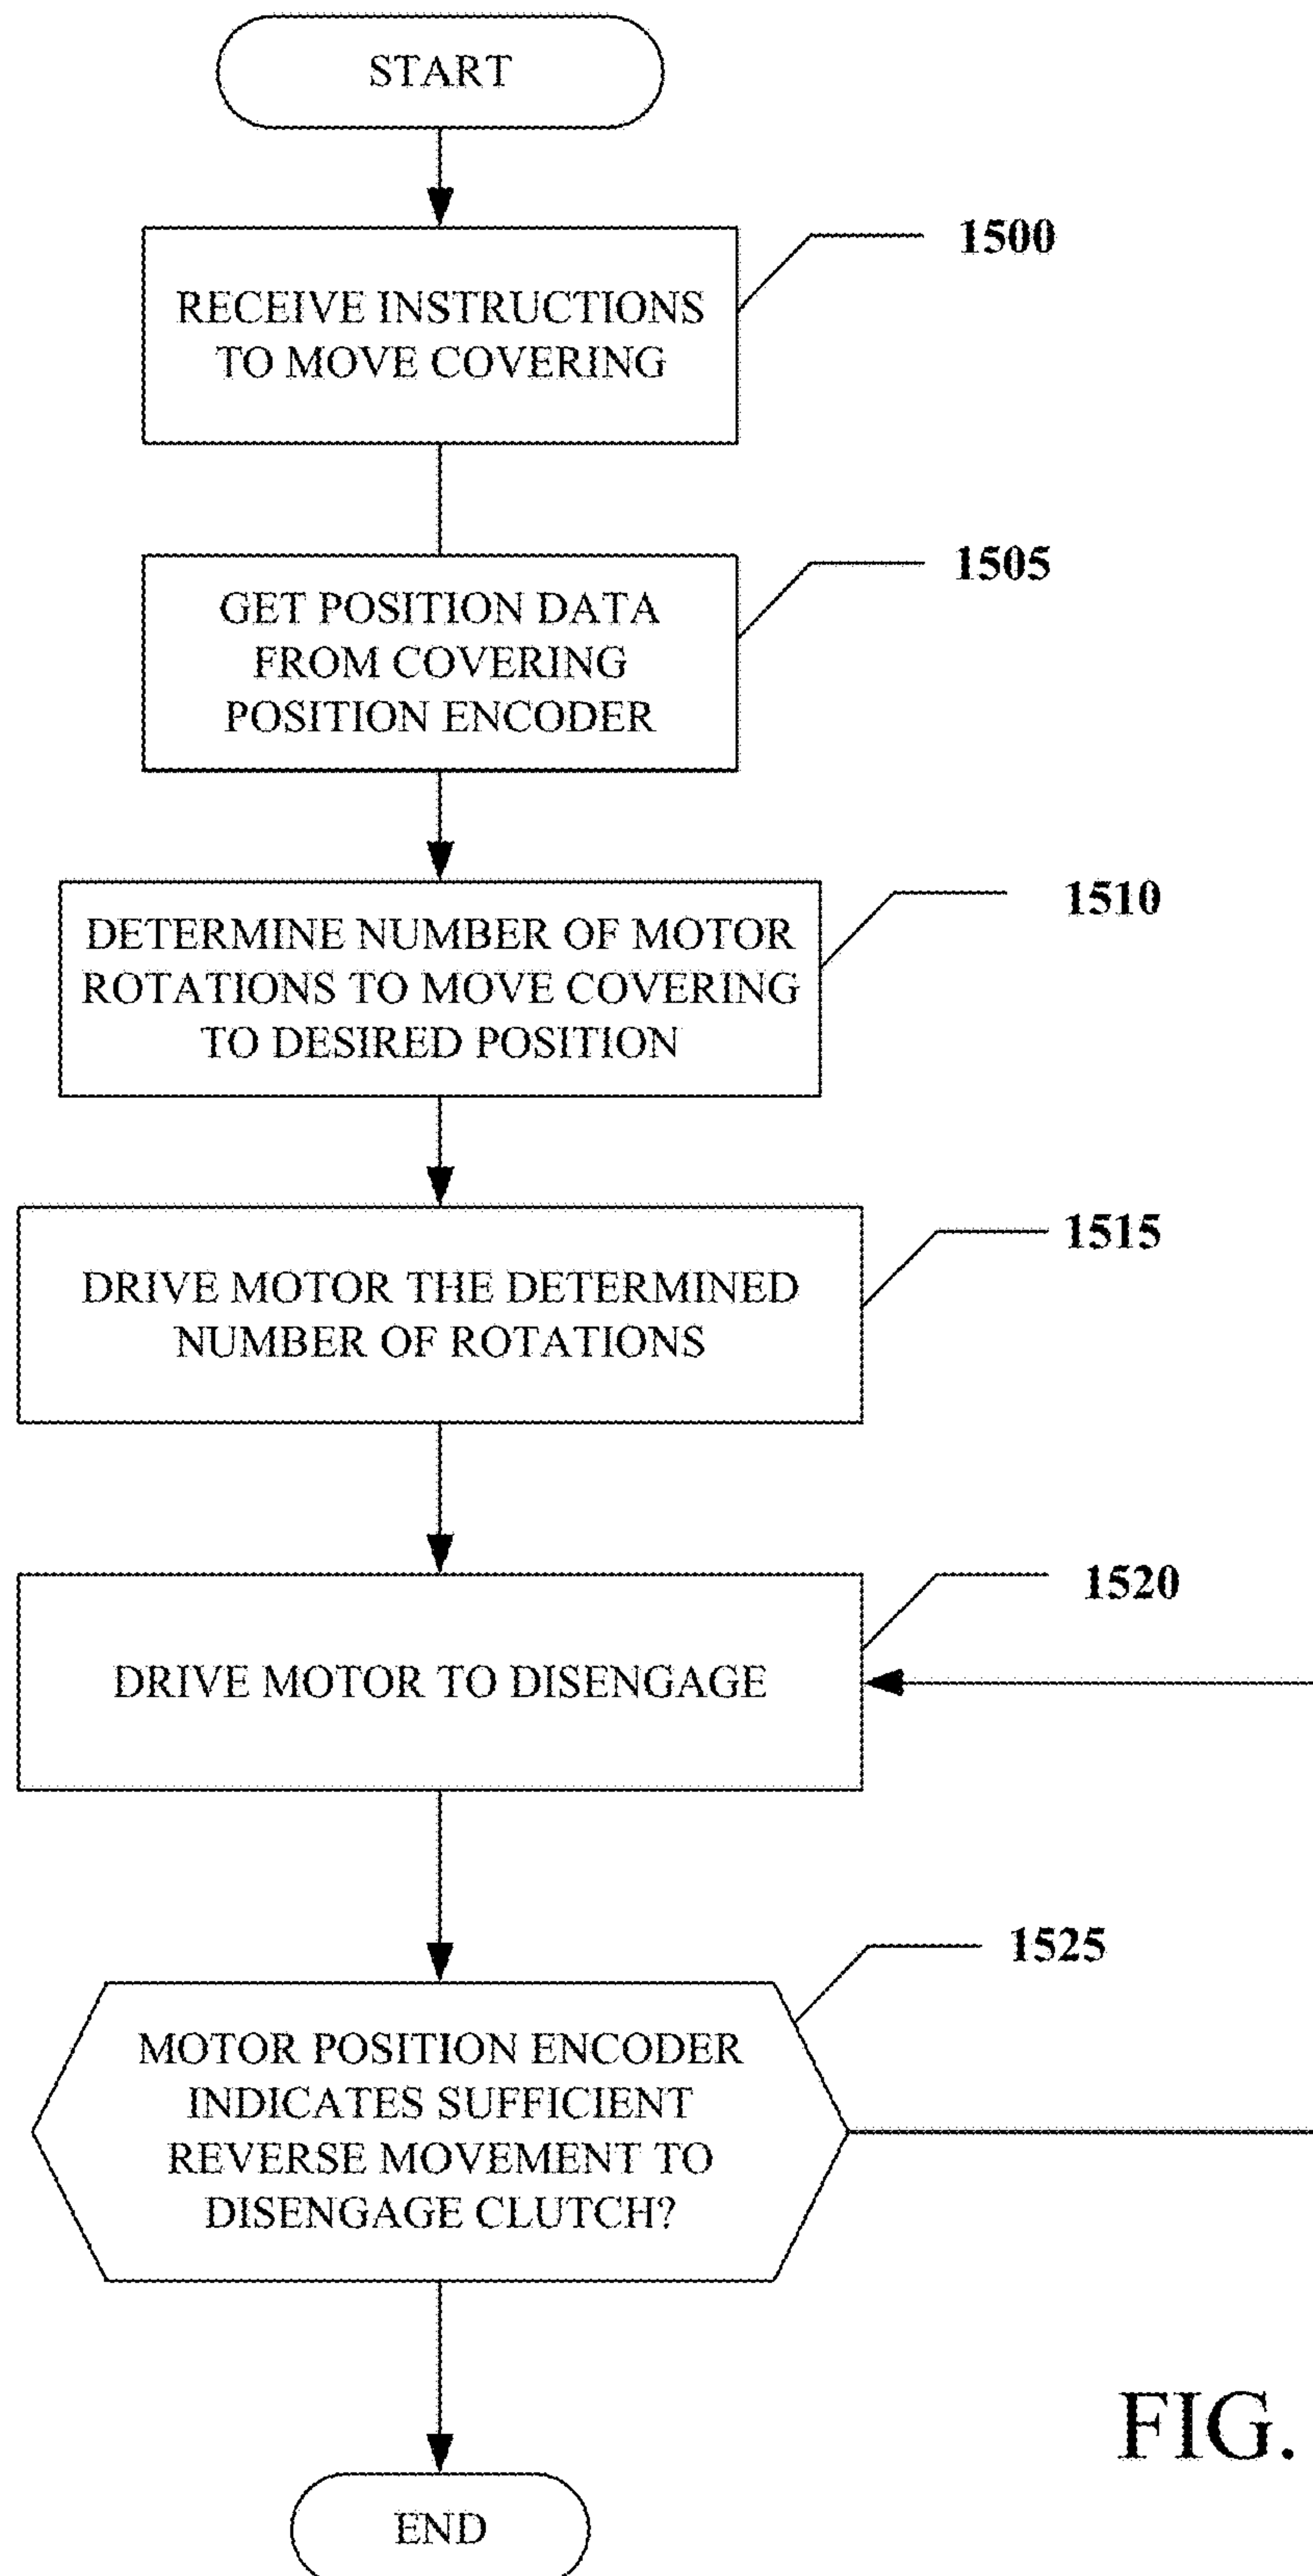 START
1500
RECEIVE INSTRUCTIONS
TO MOVE COVERING
1505
GET POSITION DATA
FROM COVERING
POSITION ENCODER
1510
DETERMINE NUMBER OF MOTOR
ROTATIONS TO MOVE COVERING
TO DESIRED POSITION
1515
DRIVE MOTOR THE DETERMINED
NUMBER OF ROTATIONS
1520
DRIVE MOTOR TO DISENGAGE
1525
MOTOR POSITION ENCODER
INDICATES SUFFICIENT
REVERSE MOVEMENT TO
DISENGAGE CLUTCH?
FIG.
END